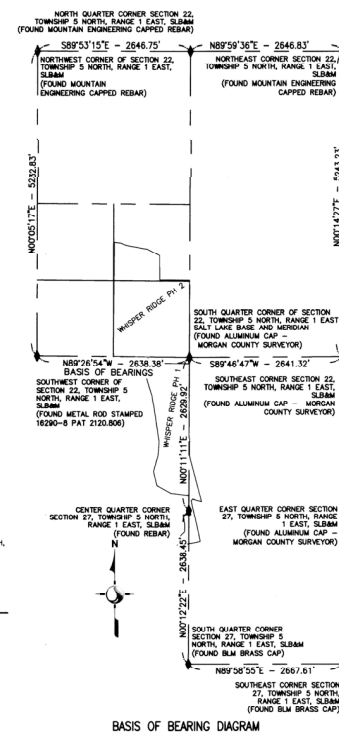 NORTH QUARTER CORNER SECTION 22,
TOWNSHIP 5 NORTH, RANGE 1 EAST, SLB&M
(FOUND MOUNTAIN ENGINEERING CAPPED REBAR)
S89°53'15"E - 2646.75'
N89°59'36"E - 2646.83'
NORTHWEST CORNER OF SECTION 22,
TOWNSHIP 5 NORTH, RANGE 1 EAST,
SLB&M
(FOUND MOUNTAIN
ENGINEERING CAPPED REBAR)
NORTHEAST CORNER SECTION 22,
TOWNSHIP 5 NORTH, RANGE 1 EAST,
SLB&M
(FOUND MOUNTAIN ENGINEERING
CAPPED REBAR)
N00°05'17"E - 5232.83'
N00°14'27"E - 5243.23'
WHISPER RIDGE PH 2
SOUTH QUARTER CORNER OF SECTION
22, TOWNSHIP 5 NORTH, RANGE 1 EAST
SALT LAKE BASE AND MERIDIAN
(FOUND ALUMINUM CAP -
MORGAN COUNTY SURVEYOR)
N89°26'54"W - 2638.38'
BASIS OF BEARINGS
S89°46'47"W - 2641.32'
SOUTHWEST CORNER OF
SECTION 22, TOWNSHIP 5
NORTH, RANGE 1 EAST,
SLB&M
(FOUND METAL ROD STAMPED
16290-8 PAT 2120.806)
SOUTHEAST CORNER SECTION 22,
TOWNSHIP 5 NORTH, RANGE 1 EAST,
SLB&M
(FOUND ALUMINUM CAP - MORGAN
COUNTY SURVEYOR)
WHISPER RIDGE PH 1
N00°11'11"E - 2629.92'
CENTER QUARTER CORNER
SECTION 27, TOWNSHIP 5 NORTH,
RANGE 1 EAST, SLB&M
(FOUND REBAR)
EAST QUARTER CORNER SECTION
27, TOWNSHIP 5 NORTH, RANGE
1 EAST, SLB&M
(FOUND ALUMINUM CAP -
MORGAN COUNTY SURVEYOR)
N
N00°12'22"E - 2638.45'
SOUTH QUARTER CORNER
SECTION 27, TOWNSHIP 5
NORTH, RANGE 1 EAST, SLB&M
(FOUND BLM BRASS CAP)
N89°58'55"E - 2667.61'
SOUTHEAST CORNER SECTION
27, TOWNSHIP 5 NORTH,
RANGE 1 EAST, SLB&M
(FOUND BLM BRASS CAP)
BASIS OF BEARING DIAGRAM